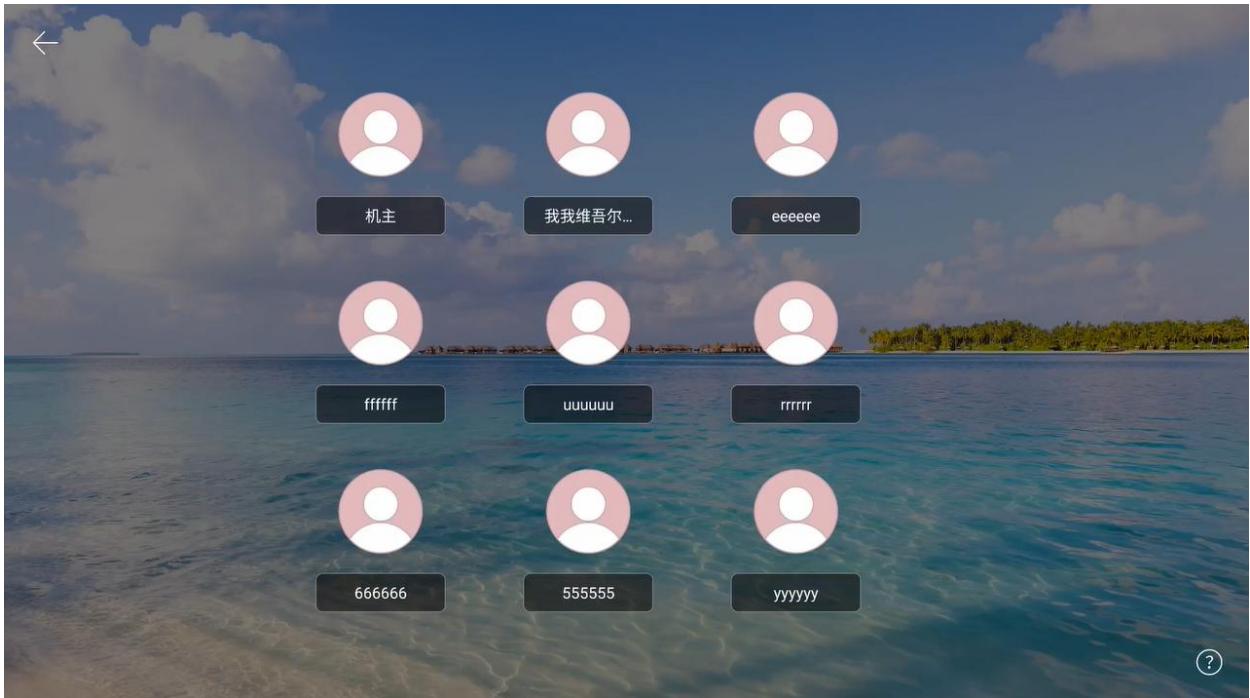 机主
我我维吾尔...
eeeeee
ffffff
uuuuuu
rrrrrr
666666
555555
yyyyyy
?